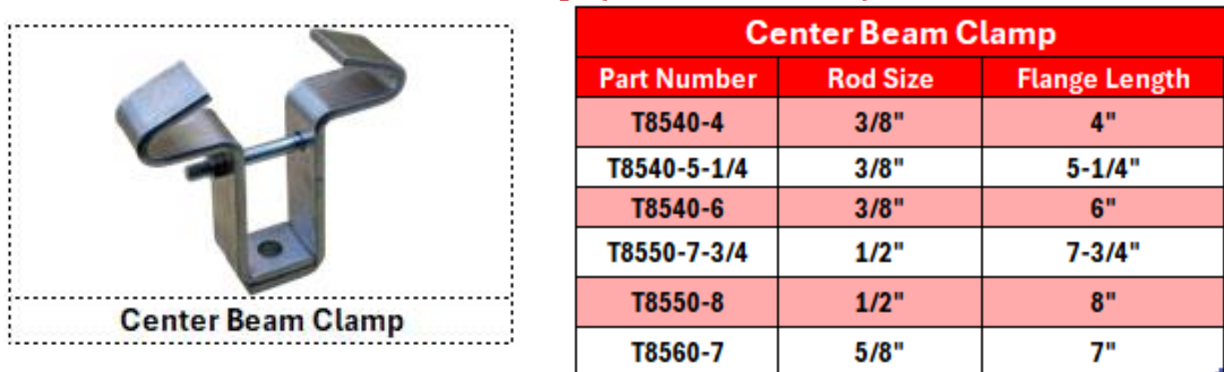 Center Beam Clamp
Center Beam Clamp
Part Number Rod Size Flange Length
T8540-4 3/8" 4"
T8540-5-1/4 3/8" 5-1/4"
T8540-6 3/8" 6"
T8550-7-3/4 1/2" 7-3/4"
T8550-8 1/2" 8"
T8560-7 5/8" 7"